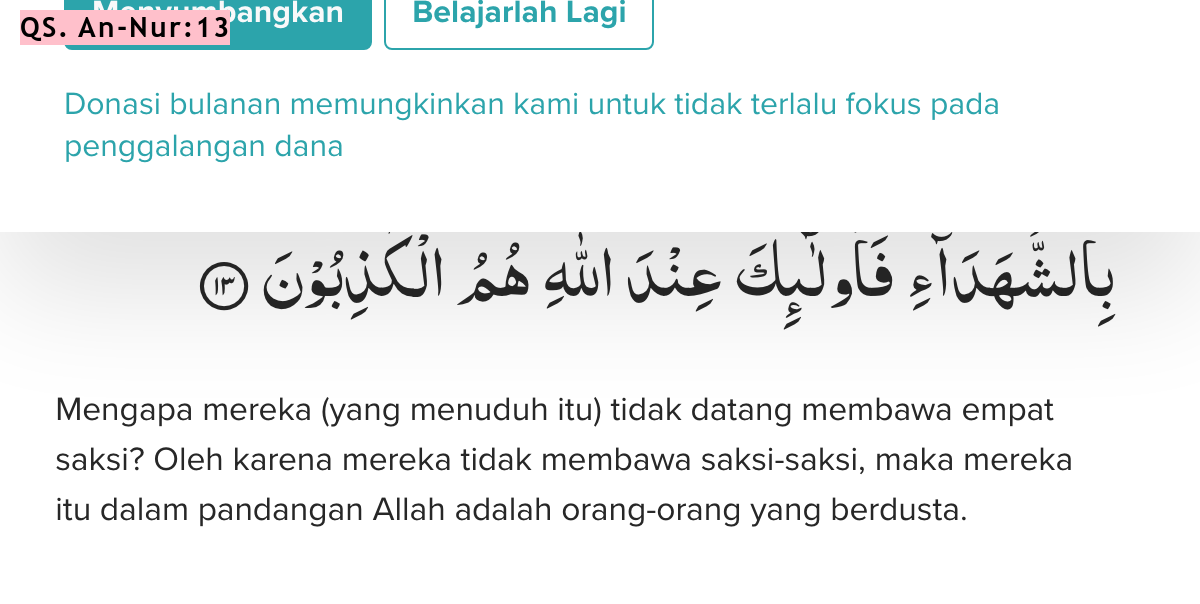 Menyumbangkan
Belajarlah Lagi
QS. An-Nur:13
Donasi bulanan memungkinkan kami untuk tidak terlalu fokus pada
penggalangan dana
بِالشُّهَدَاۤءِ فَاُولٰۤىِٕكَ عِنْدَ اللّٰهِ هُمُ الْكٰذِبُوْنَ ١٣
Mengapa mereka (yang menuduh itu) tidak datang membawa empat
saksi? Oleh karena mereka tidak membawa saksi-saksi, maka mereka
itu dalam pandangan Allah adalah orang-orang yang berdusta.